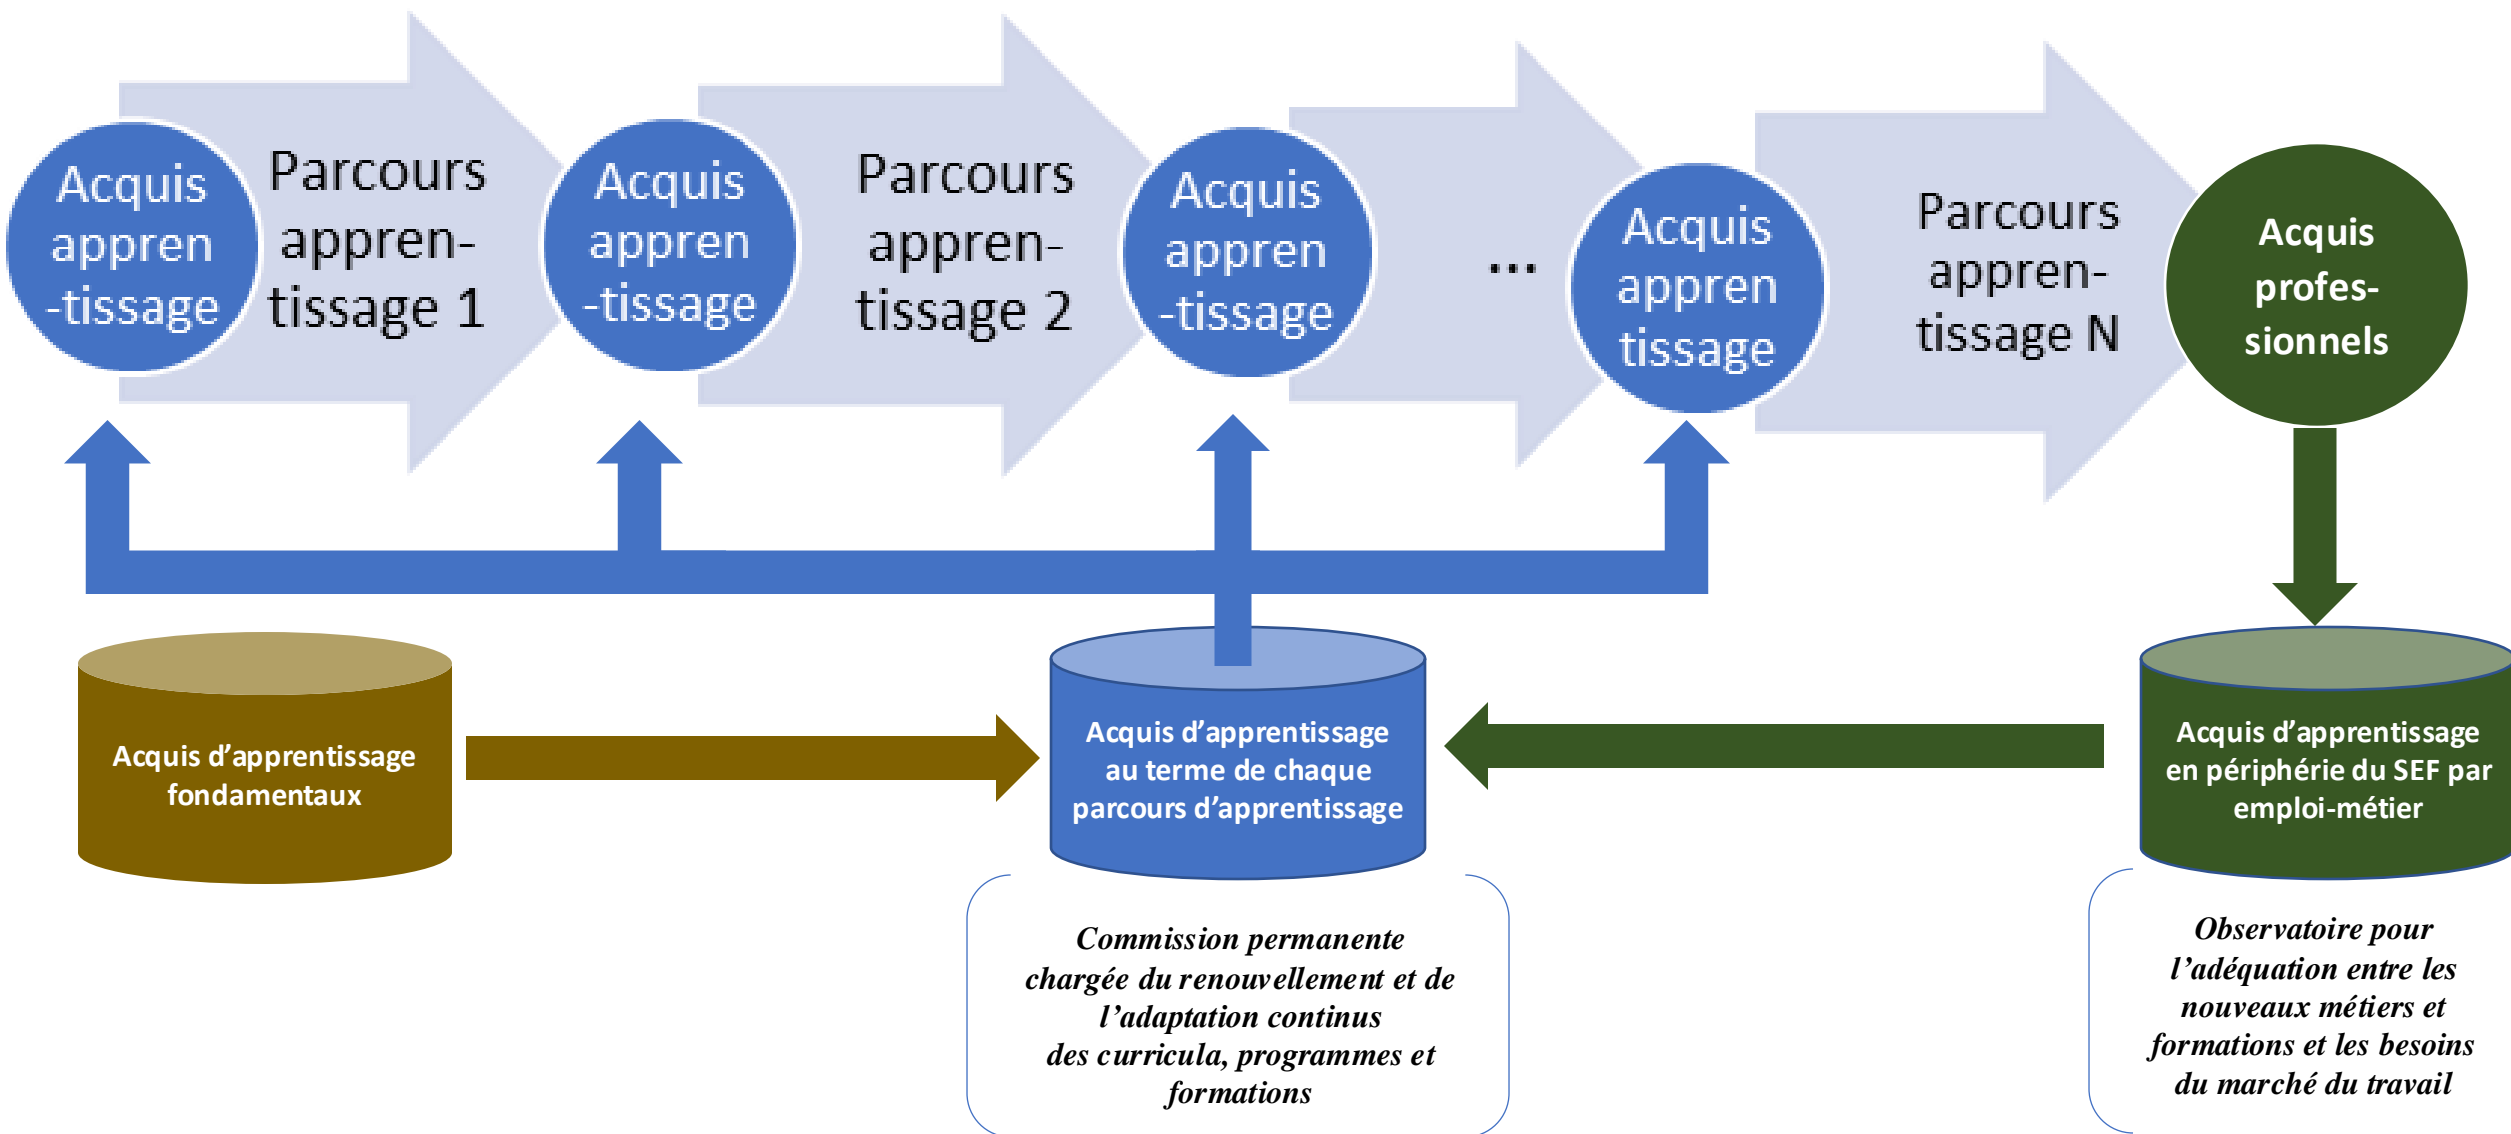 Acquis
appren
-tissage
Parcours
appren-
tissage 1
Acquis
appren
-tissage
Parcours
appren-
tissage 2
Acquis
appren
-tissage
...
Acquis
appren
tissage
Parcours
appren-
tissage N
Acquis
profes-
sionnels
Acquis d’apprentissage
fondamentaux
Acquis d’apprentissage
au terme de chaque
parcours d’apprentissage
Acquis d’apprentissage
en périphérie du SEF par
emploi-métier
Commission permanente
chargée du renouvellement et de
l’adaptation continus
des curricula, programmes et
formations
Observatoire pour
l’adéquation entre les
nouveaux métiers et
formations et les besoins
du marché du travail